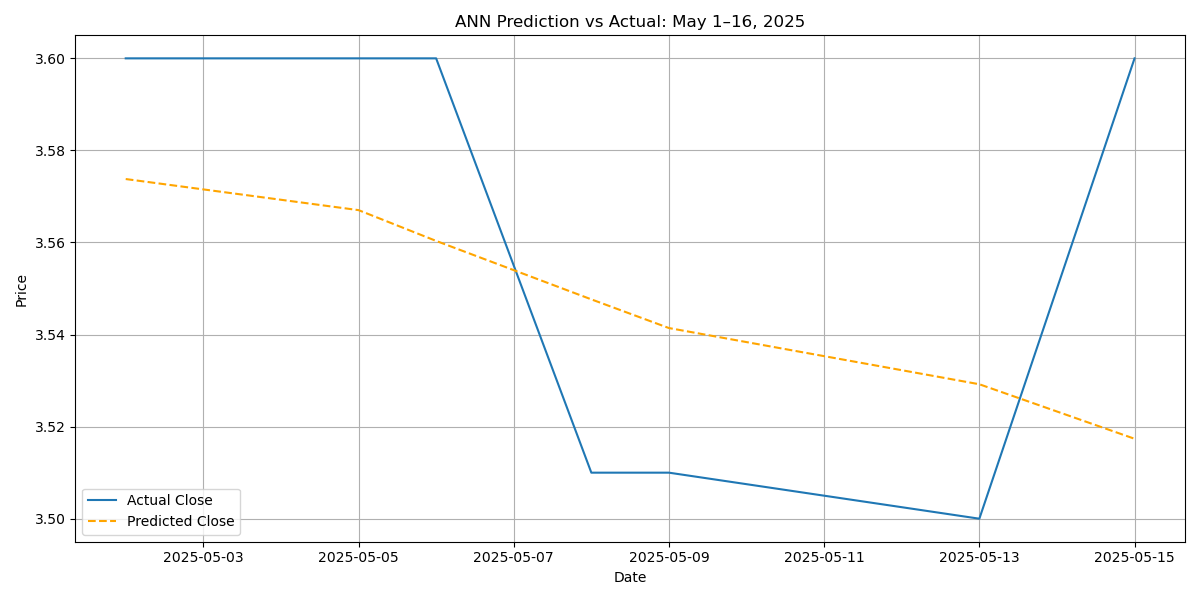 ANN Prediction vs Actual: May 1–16, 2025
Price
3.60
3.58
3.56
3.54
3.52
3.50
Actual Close
Predicted Close
2025-05-03
2025-05-05
2025-05-07
2025-05-09
2025-05-11
2025-05-13
2025-05-15
Date